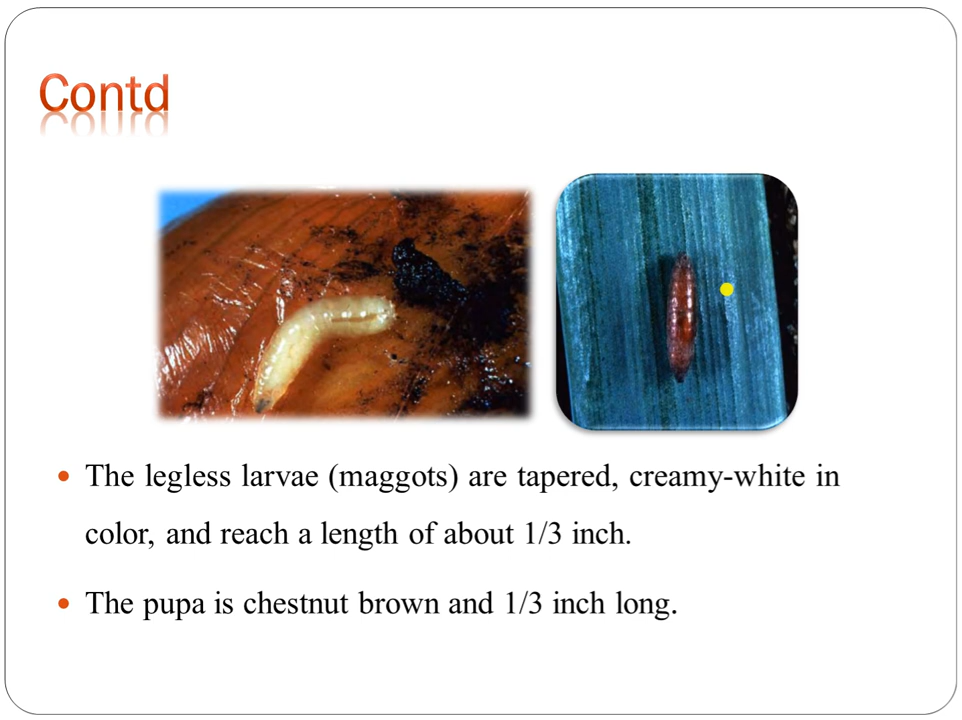 Contd
• The legless larvae (maggots) are tapered, creamy-white in
color, and reach a length of about 1/3 inch.
• The pupa is chestnut brown and 1/3 inch long.